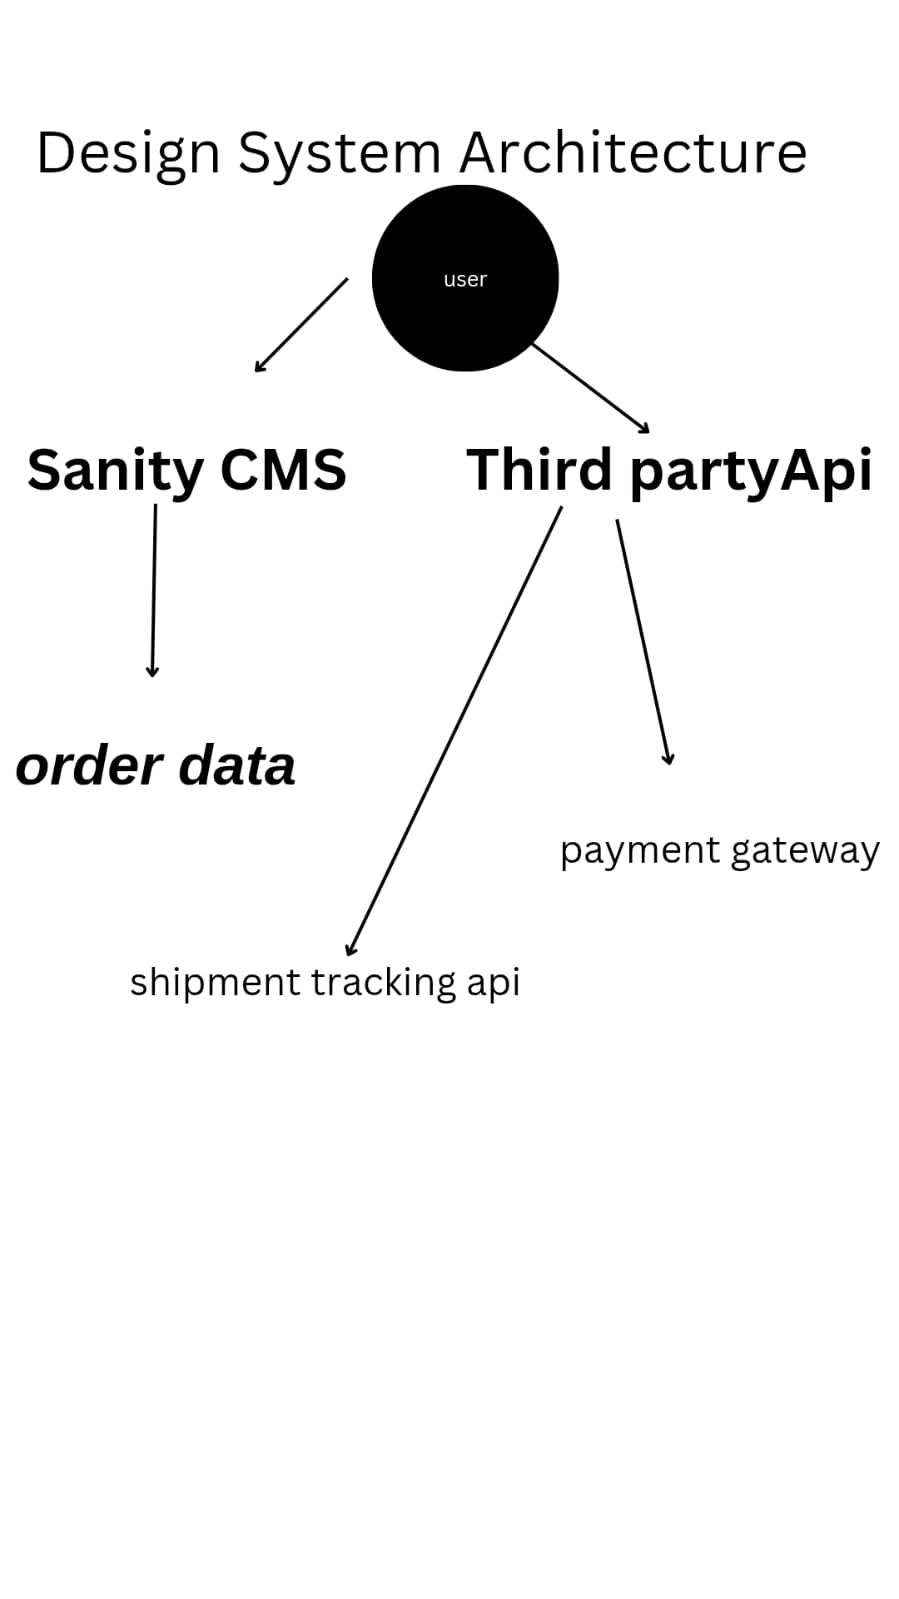 Design System Architecture
user
Sanity CMS
Third partyApi
order data
payment gateway
shipment tracking api